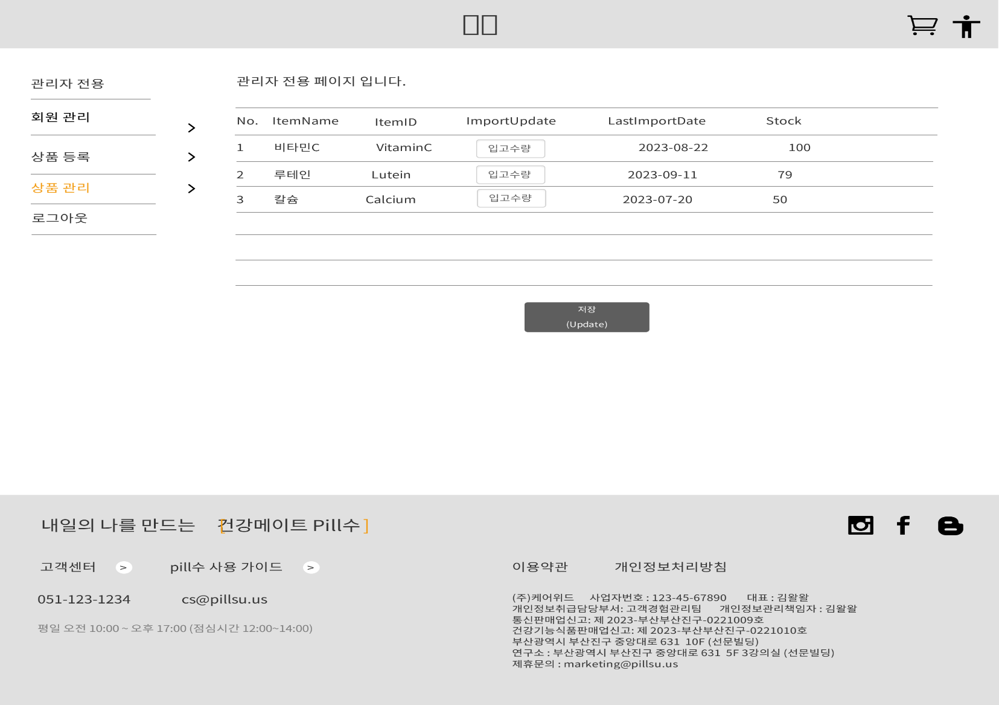 관리자 전용
회원 관리 >
상품 등록 >
상품 관리 >
로그아웃
관리자 전용 페이지 입니다.
No. ItemName ItemID ImportUpdate LastImportDate Stock
1 비타민C VitaminC 입고수량 2023-08-22 100
2 루테인 Lutein 입고수량 2023-09-11 79
3 칼슘 Calcium 입고수량 2023-07-20 50
저장
(Update)
내일의 나를 만드는 [건강메이트 Pill수]
고객센터 > pill수 사용 가이드 >
051-123-1234 cs@pillsu.us
평일 오전 10:00 ~ 오후 17:00 (점심시간 12:00~14:00)
이용약관 개인정보처리방침
(주)케어위드 사업자번호 : 123-45-67890 대표 : 김왈왈
개인정보취급담당부서: 고객경험관리팀 개인정보관리책임자 : 김왈왈
통신판매업신고: 제 2023-부산부산진구-0221009호
건강기능식품판매업신고: 제 2023-부산부산진구-0221010호
부산광역시 부산진구 중앙대로 631 10F (선문빌딩)
연구소 : 부산광역시 부산진구 중앙대로 631 5F 3강의실 (선문빌딩)
제휴문의 : marketing@pillsu.us